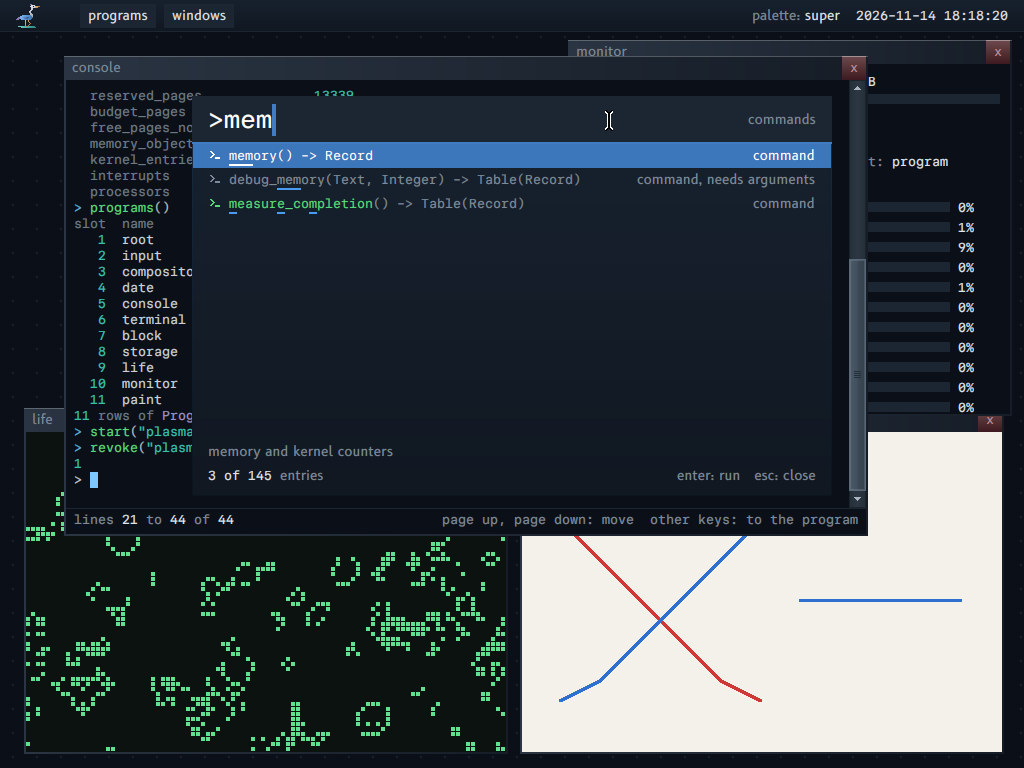 programs windows palette: super 2026-11-14 18:18:20
monitor
x
console
x
B
reserved_pages 13339
budget_pages
free_pages_no
memory_object
kernel_entrie
interrupts
processors
> programs()
slot name
1 root
2 input
3 composito
4 date
5 console
6 terminal
7 block
8 storage
9 life
10 monitor
11 paint
11 rows of Prog
> start("plasma
> revoke("plasm
1
>
lines 21 to 44 of 44 page up, page down: move other keys: to the program
>mem commands
memory() -> Record command
debug_memory(Text, Integer) -> Table(Record) command, needs arguments
measure_completion() -> Table(Record) command
memory and kernel counters
3 of 145 entries enter: run esc: close
t: program
0%
1%
9%
0%
1%
0%
0%
0%
0%
0%
0%
life
x